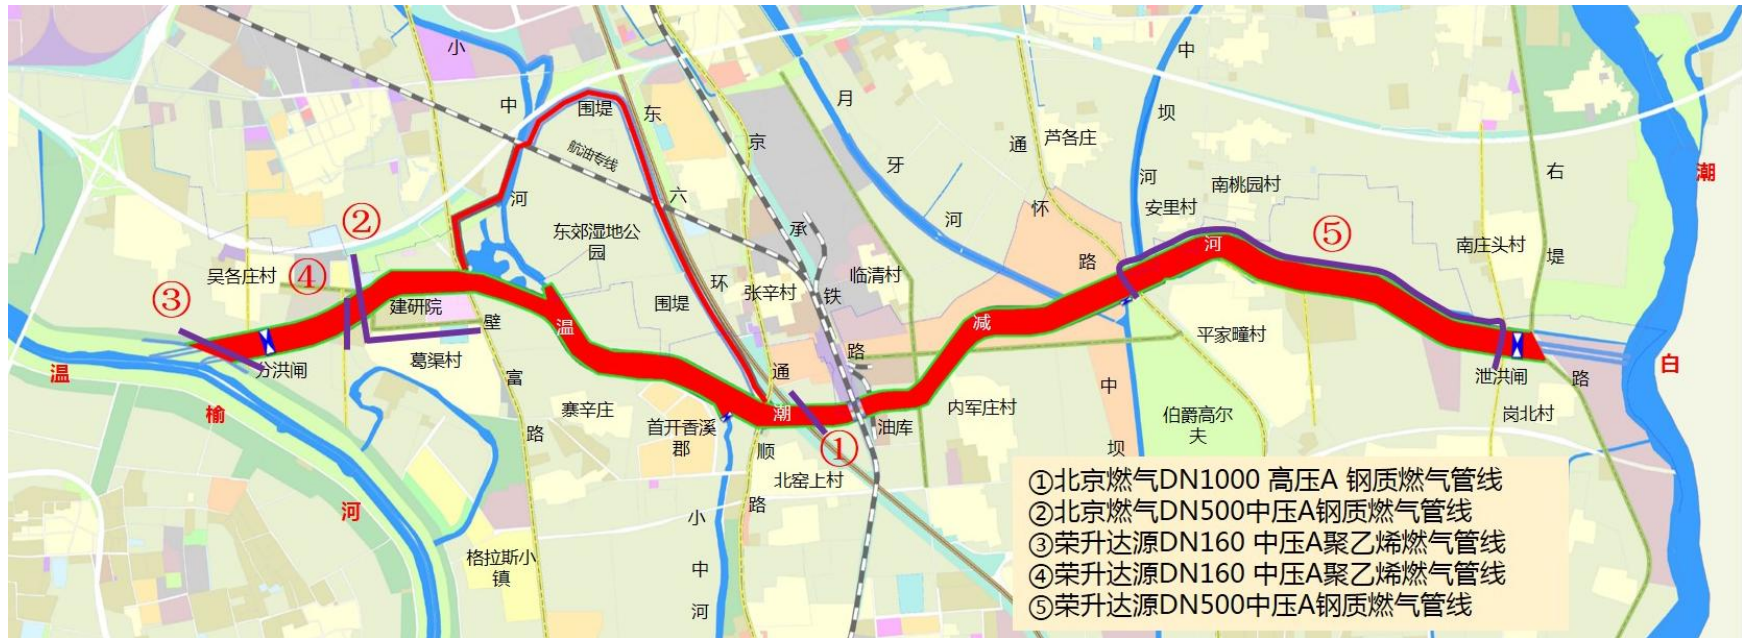 小中河
围堤
东六环
航油专线
②
④
③
吴各庄村
建研院
葛渠村
分洪闸
温榆河
壁富路
格拉斯小
镇
寨辛庄
东郊湿地公
园
围堤
首开香溪
郡
小中河
京承铁路
通顺路
张辛村
临清村
①
油库
北窑上村
内军庄村
月牙河
通怀路
芦各庄
中坝河
南桃园村
安里村
⑤
南庄头村
右堤路
平家疃村
中坝
伯爵高尔
夫
泄洪闸
岗北村
潮白
温潮减河
①北京燃气DN1000 高压A 钢质燃气管线
②北京燃气DN500中压A钢质燃气管线
③荣升达源DN160 中压A聚乙烯燃气管线
④荣升达源DN160 中压A聚乙烯燃气管线
⑤荣升达源DN500中压A钢质燃气管线